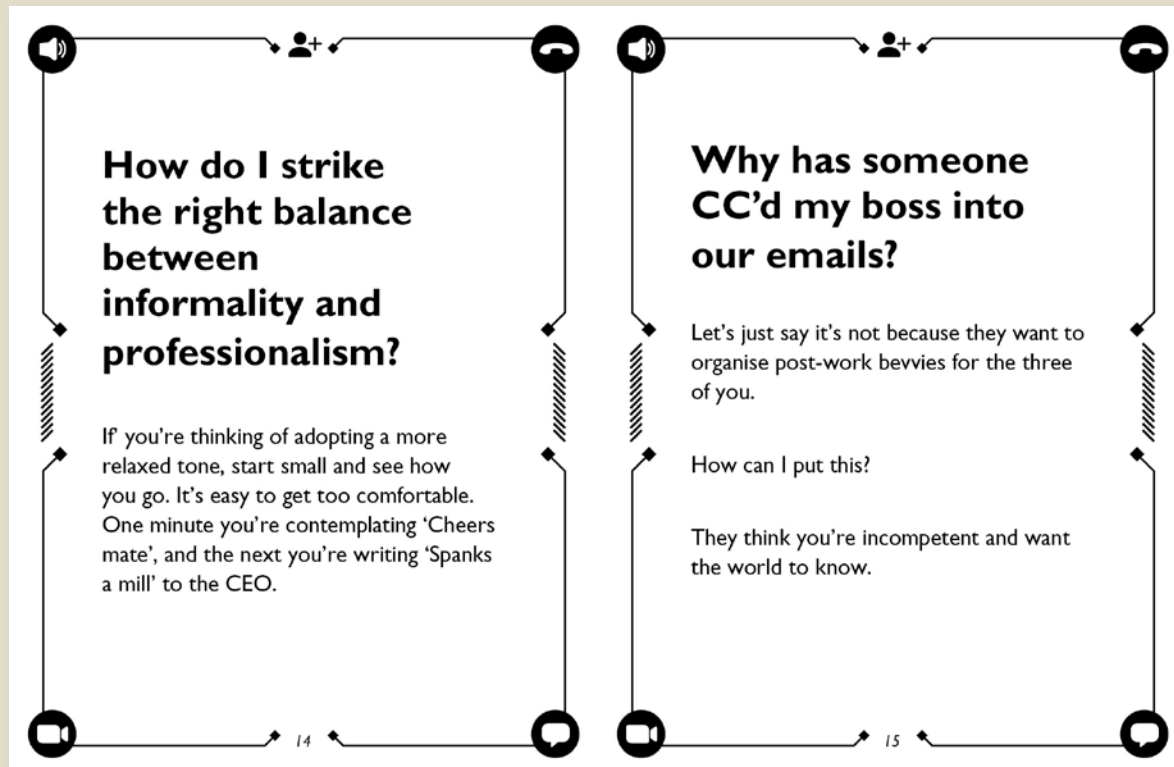 How do I strike
the right balance
between
informality and
professionalism?
If you're thinking of adopting a more
relaxed tone, start small and see how
you go. It's easy to get too comfortable.
One minute you're contemplating ‘Cheers
mate’, and the next you're writing ‘Spanks
a mill’ to the CEO.
14
Why has someone
CC’d my boss into
our emails?
Let’s just say it’s not because they want to
organise post-work bevvies for the three
of you.
How can I put this?
They think you’re incompetent and want
the world to know.
15